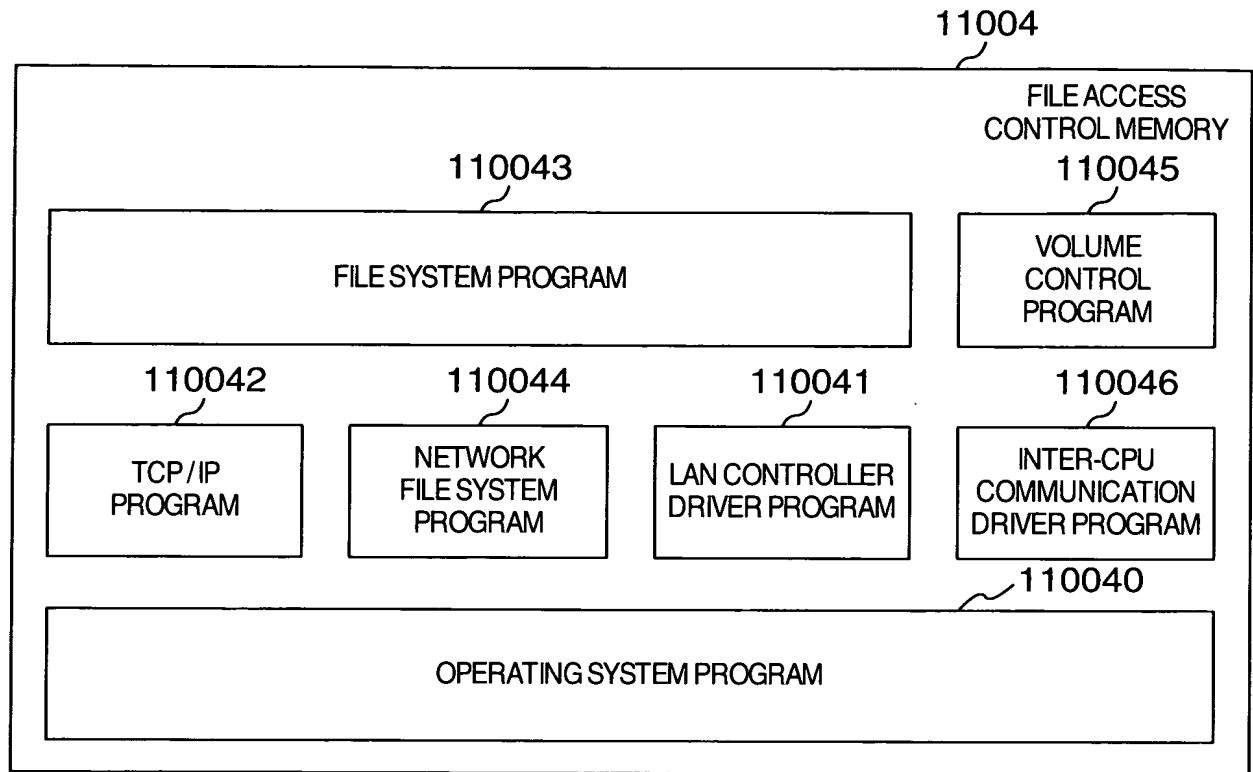 11004
FILE ACCESS
CONTROL MEMORY
110043
110045
FILE SYSTEM PROGRAM
VOLUME
CONTROL
PROGRAM
110042
110044
110041
110046
TCP / IP
PROGRAM
NETWORK
FILE SYSTEM
PROGRAM
LAN CONTROLLER
DRIVER PROGRAM
INTER-CPU
COMMUNICATION
DRIVER PROGRAM
110040
OPERATING SYSTEM PROGRAM